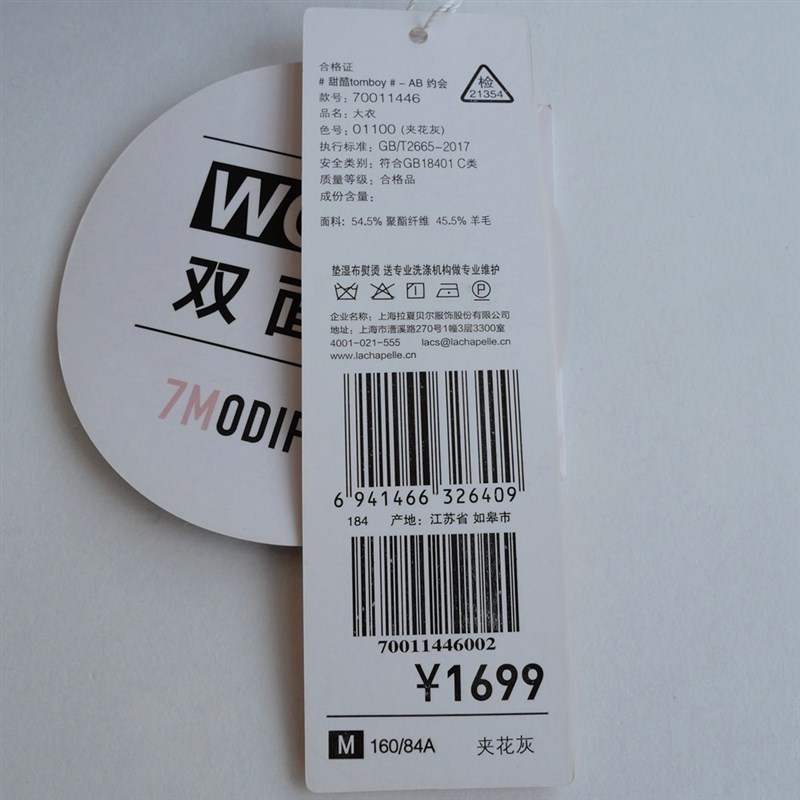 合格证
# 甜酷tomboy # - AB 约会
款号: 70011446
品名: 大衣
色号: 01100 (夹花灰)
执行标准: GB/T2665-2017
安全类别: 符合GB18401 C类
质量等级: 合格品
成份含量:
面料: 54.5% 聚酯纤维 45.5% 羊毛
检
21354
垫湿布熨烫 送专业洗涤机构做专业维护
P
企业名称: 上海拉夏贝尔服饰股份有限公司
地址: 上海市漕溪路270号1幢3层3300室
4001-021-555 lacs@lachapelle.cn
www.lachapelle.cn
6 941466 326409
184 产地: 江苏省 如皋市
70011446002
¥1699
M 160/84A 夹花灰
双
7MODIF